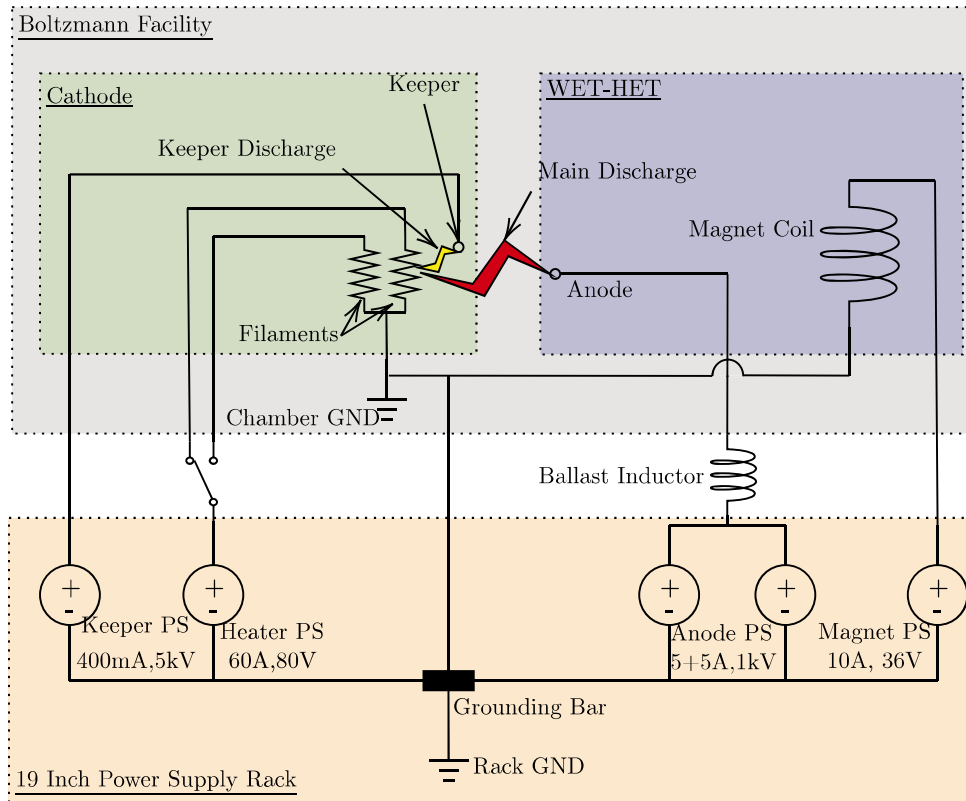 Boltzmann Facility
Cathode
Keeper
WET-HET
Keeper Discharge
Main Discharge
Magnet Coil
Anode
Filaments
Chamber GND
Ballast Inductor
+
-
+
-
+
-
+
-
+
-
Keeper PS
400mA,5kV
Heater PS
60A,80V
Anode PS
5+5A,1kV
Magnet PS
10A, 36V
Grounding Bar
Rack GND
19 Inch Power Supply Rack